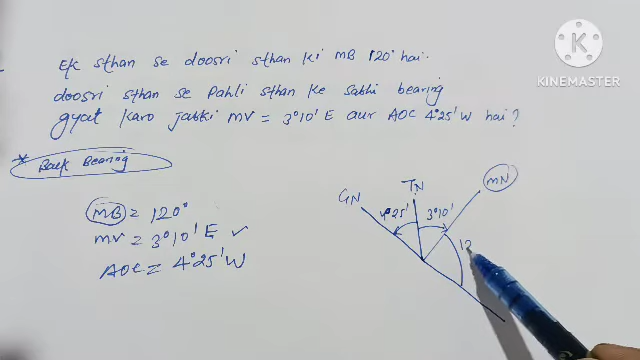 KINEMASTER
EK sthan se doosri sthan ki MB 120° hai.
doosri sthan se Pahli sthan ke sabhi bearing
gyat karo jabki MV = 3°10' E aur AOC 4°25' W hai?
* Back Bearing
MB = 120°
MV = 3°10' E ✓
AOC = 4°25' W
GN
TN
MN
4°25'
3°10'
12